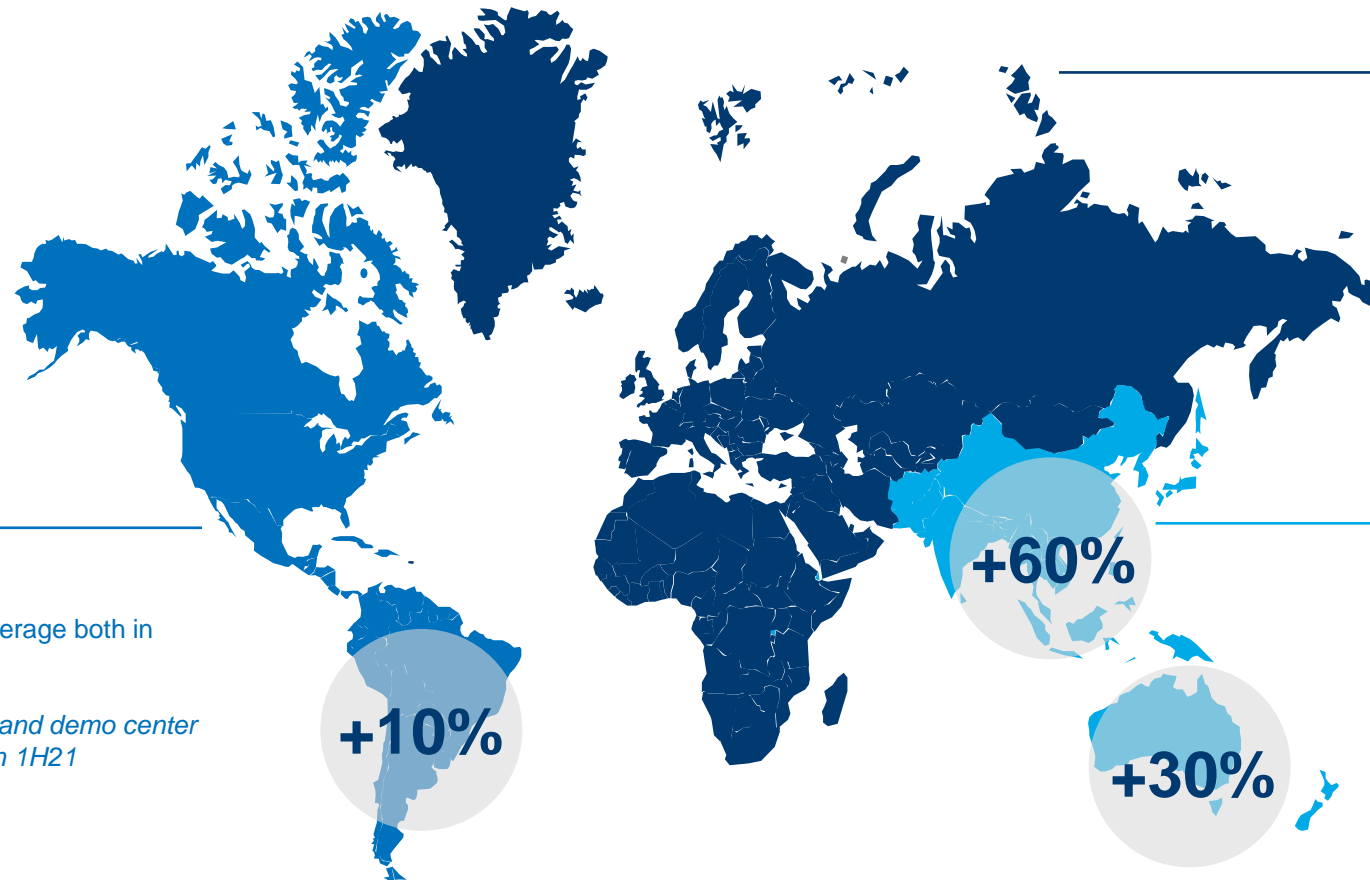 +60%
erage both in
+10%
and demo center
n 1H21
+30%